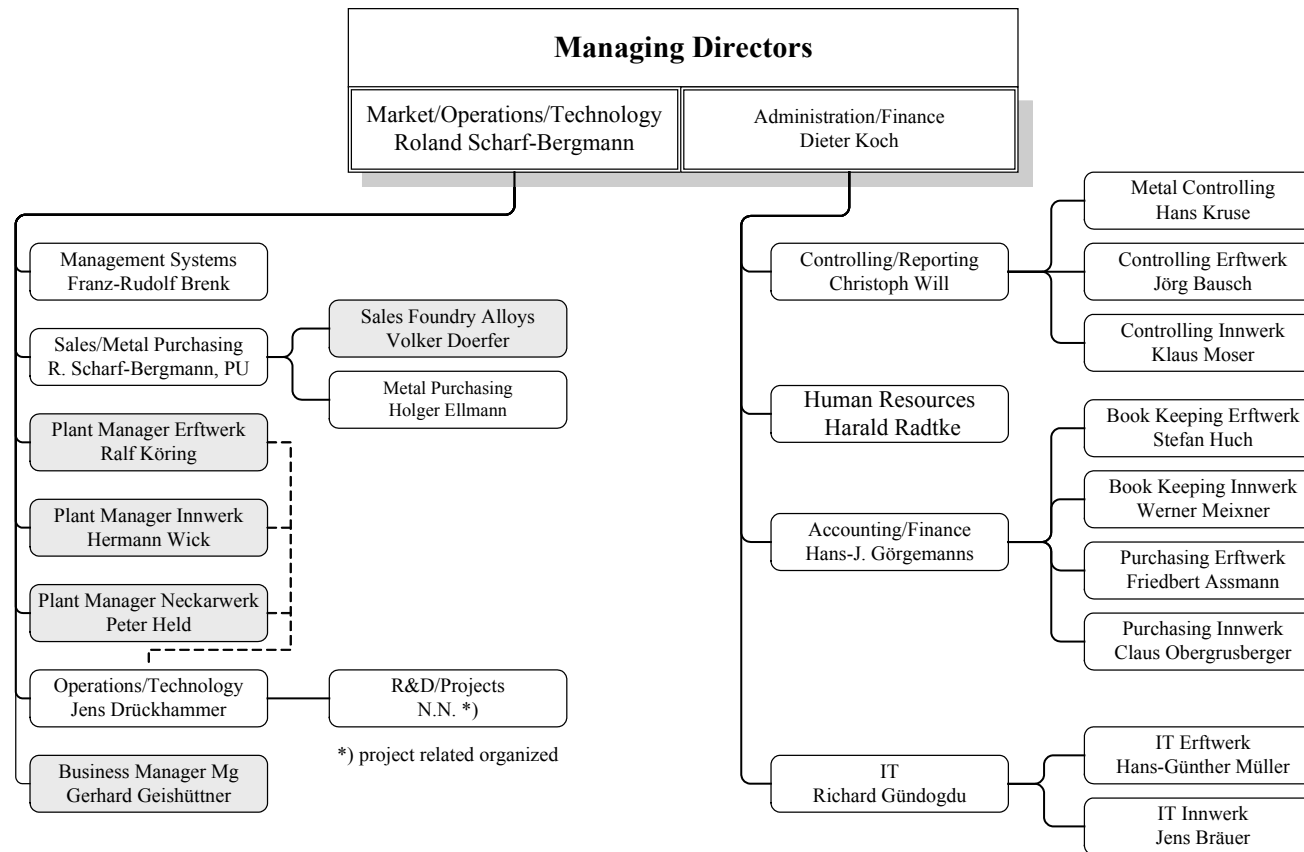 Managing Directors
Market/Operations/Technology
Roland Scharf-Bergmann
Administration/Finance
Dieter Koch
Management Systems
Franz-Rudolf Brenk
Sales/Metal Purchasing
R. Scharf-Bergmann, PU
Sales Foundry Alloys
Volker Doerfer
Metal Purchasing
Holger Ellmann
Plant Manager Erftwerk
Ralf Köring
Plant Manager Innwerk
Hermann Wick
Plant Manager Neckarwerk
Peter Held
Operations/Technology
Jens Drückhammer
R&D/Projects
N.N. *)
*) project related organized
Business Manager Mg
Gerhard Geishüttner
Controlling/Reporting
Christoph Will
Metal Controlling
Hans Kruse
Controlling Erftwerk
Jörg Bausch
Controlling Innwerk
Klaus Moser
Human Resources
Harald Radtke
Accounting/Finance
Hans-J. Görgemanns
Book Keeping Erftwerk
Stefan Huch
Book Keeping Innwerk
Werner Meixner
Purchasing Erftwerk
Friedbert Assmann
Purchasing Innwerk
Claus Obergrusberger
IT
Richard Gündogdu
IT Erftwerk
Hans-Günther Müller
IT Innwerk
Jens Bräuer